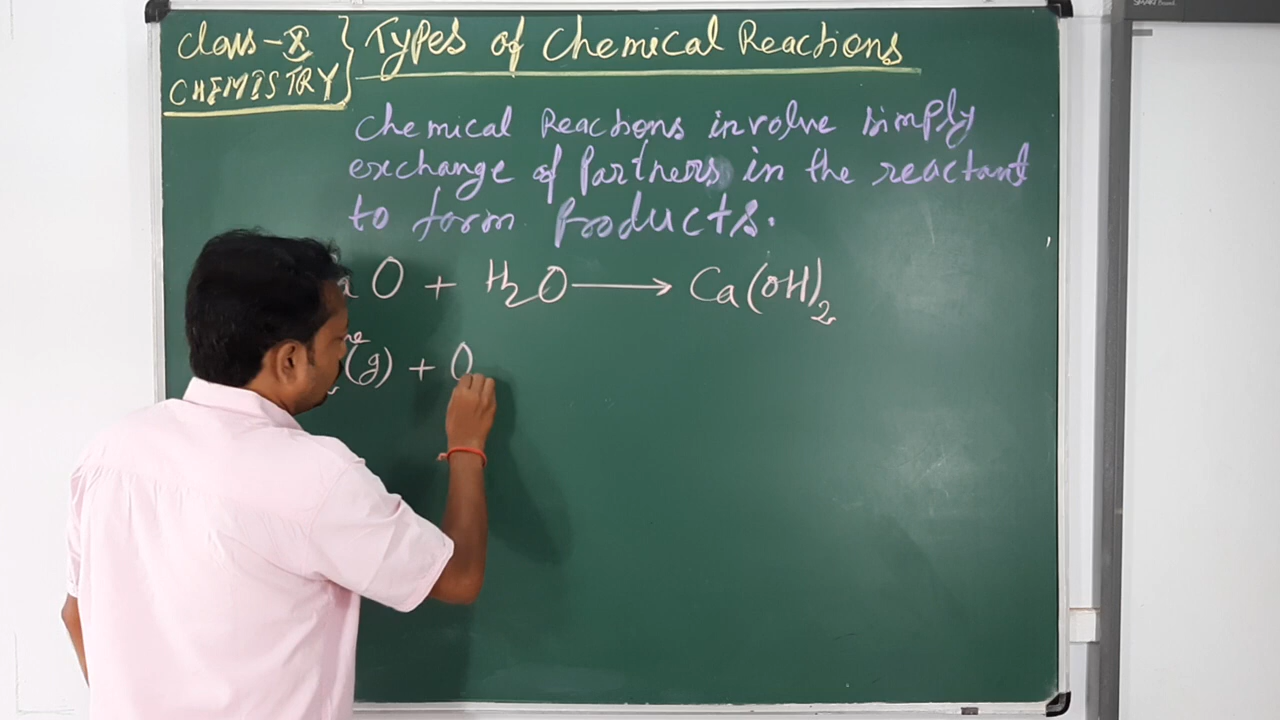 Class-X
CHEMISTRY
Types of Chemical Reactions
Chemical Reactions involve simply
exchange of Partners in the reactant
to form Products.
O + H₂O ⟶ Ca(OH)₂
(g) + O